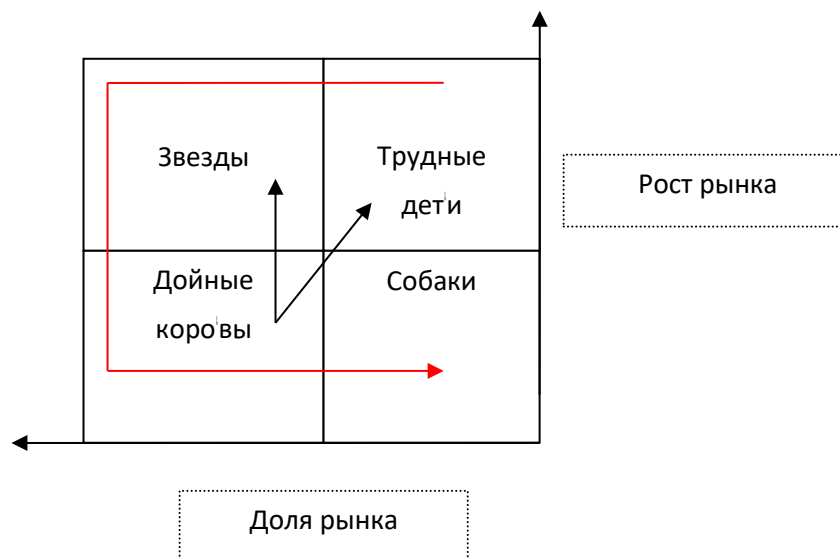 Звезды
Трудные
дети
Рост рынка
Дойные
коровы
Собаки
Доля рынка